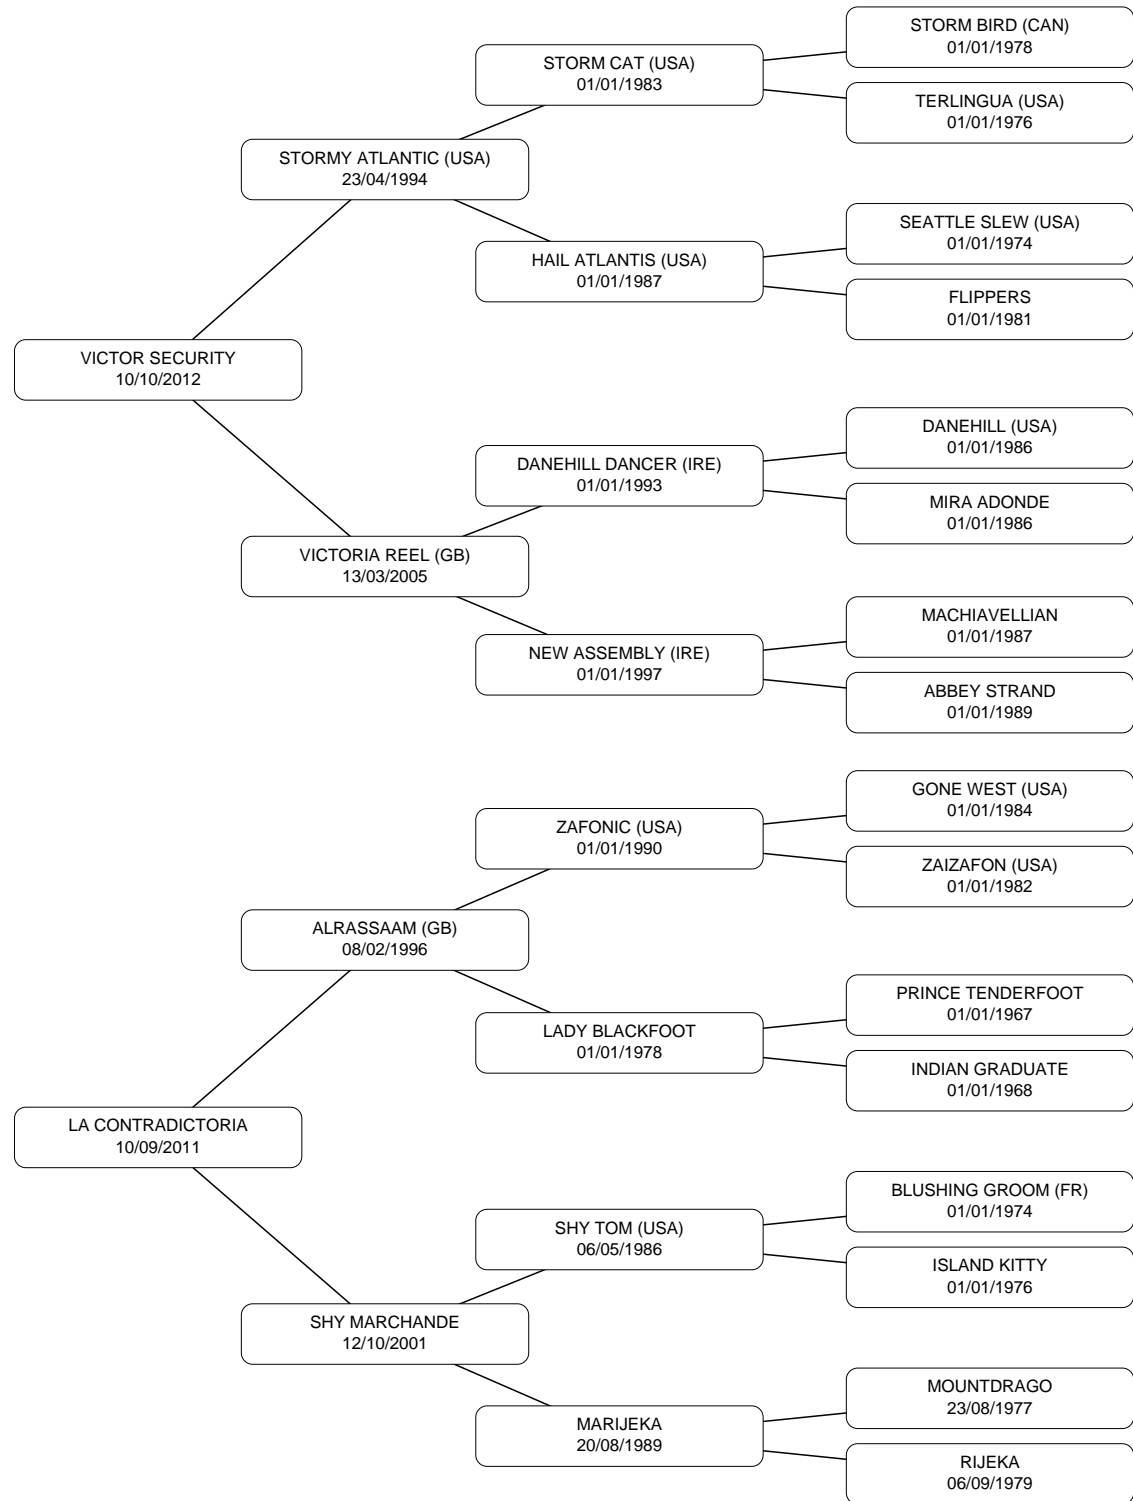 STORM BIRD (CAN)
01/01/1978
STORM CAT (USA)
01/01/1983
TERLINGUA (USA)
01/01/1976
STORMY ATLANTIC (USA)
23/04/1994
SEATTLE SLEW (USA)
01/01/1974
HAIL ATLANTIS (USA)
01/01/1987
FLIPPERS
01/01/1981
VICTOR SECURITY
10/10/2012
DANEHILL (USA)
01/01/1986
DANEHILL DANCER (IRE)
01/01/1993
MIRA ADONDE
01/01/1986
VICTORIA REEL (GB)
13/03/2005
MACHIAVELLIAN
01/01/1987
NEW ASSEMBLY (IRE)
01/01/1997
ABBEY STRAND
01/01/1989
GONE WEST (USA)
01/01/1984
ZAFONIC (USA)
01/01/1990
ZAIZAFON (USA)
01/01/1982
ALRASSAAM (GB)
08/02/1996
PRINCE TENDERFOOT
01/01/1967
LADY BLACKFOOT
01/01/1978
INDIAN GRADUATE
01/01/1968
LA CONTRADICTORIA
10/09/2011
BLUSHING GROOM (FR)
01/01/1974
SHY TOM (USA)
06/05/1986
ISLAND KITTY
01/01/1976
SHY MARCHANDE
12/10/2001
MOUNTDRAGO
23/08/1977
MARIJEKA
20/08/1989
RIJEKA
06/09/1979